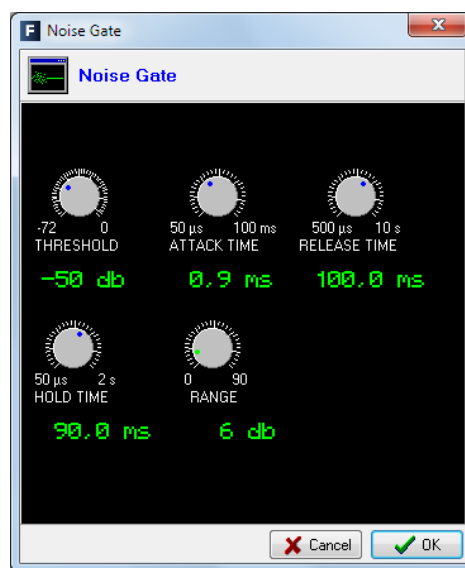 F Noise Gate
Noise Gate
-72 0 50 µs 100 ms 500 µs 10 s
THRESHOLD ATTACK TIME RELEASE TIME
-50 db 0,9 ms 100,0 ms
50 µs 2 s 0 90
HOLD TIME RANGE
90,0 ms 6 db
Cancel OK